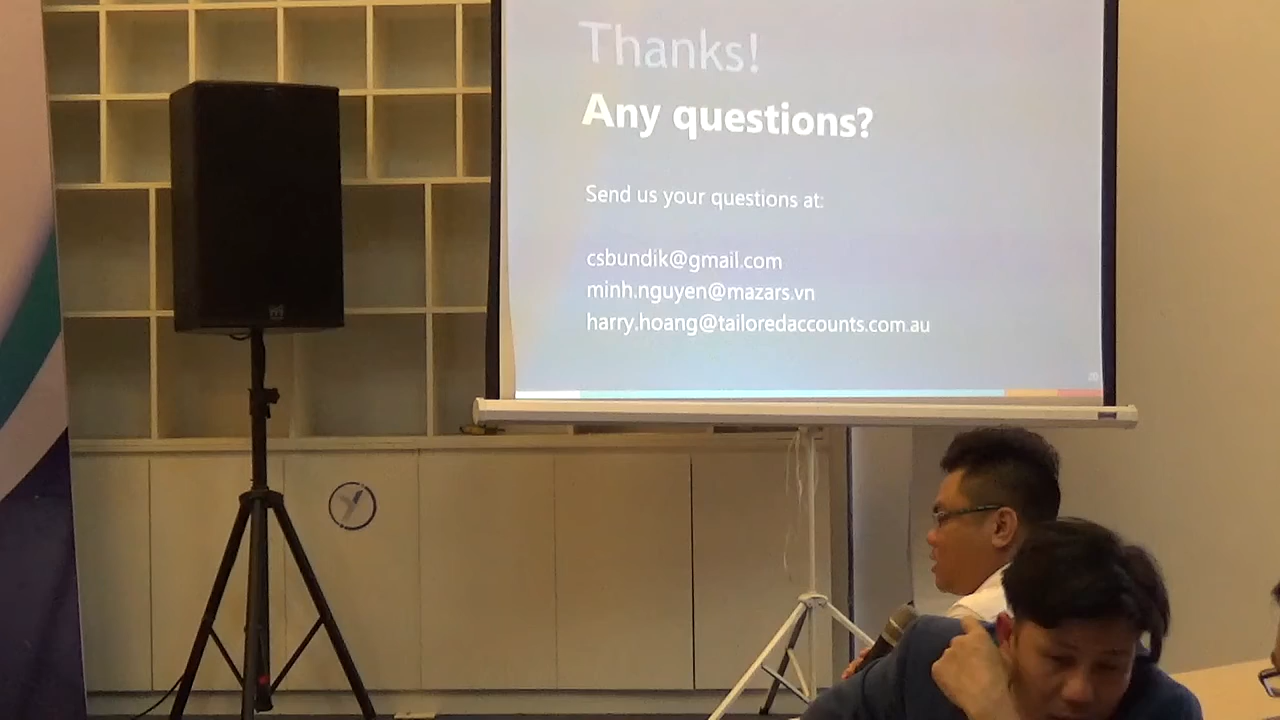 Thanks!
Any questions?
Send us your questions at:
csbundik@gmail.com
minh.nguyen@mazars.vn
harry.hoang@tailoredaccounts.com.au